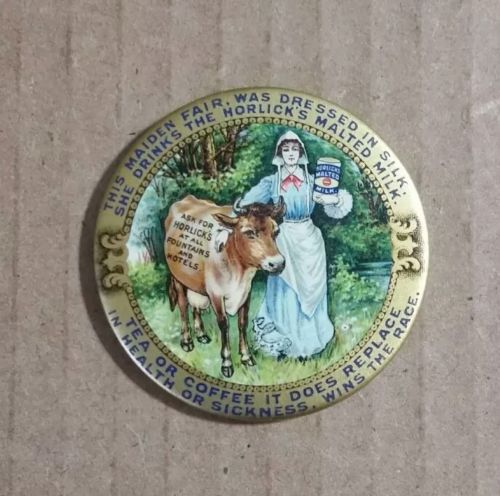 THIS MAIDEN FAIR, WAS DRESSED IN SILK,
SHE DRINKS THE HORLICK'S MALTED MILK.
HORLICK'S
MALTED
MILK.
ASK FOR
HORLICK'S
AT ALL
FOUNTAINS
AND
HOTELS
TEA OR COFFEE IT DOES REPLACE
IN HEALTH OR SICKNESS, WINS THE RACE.